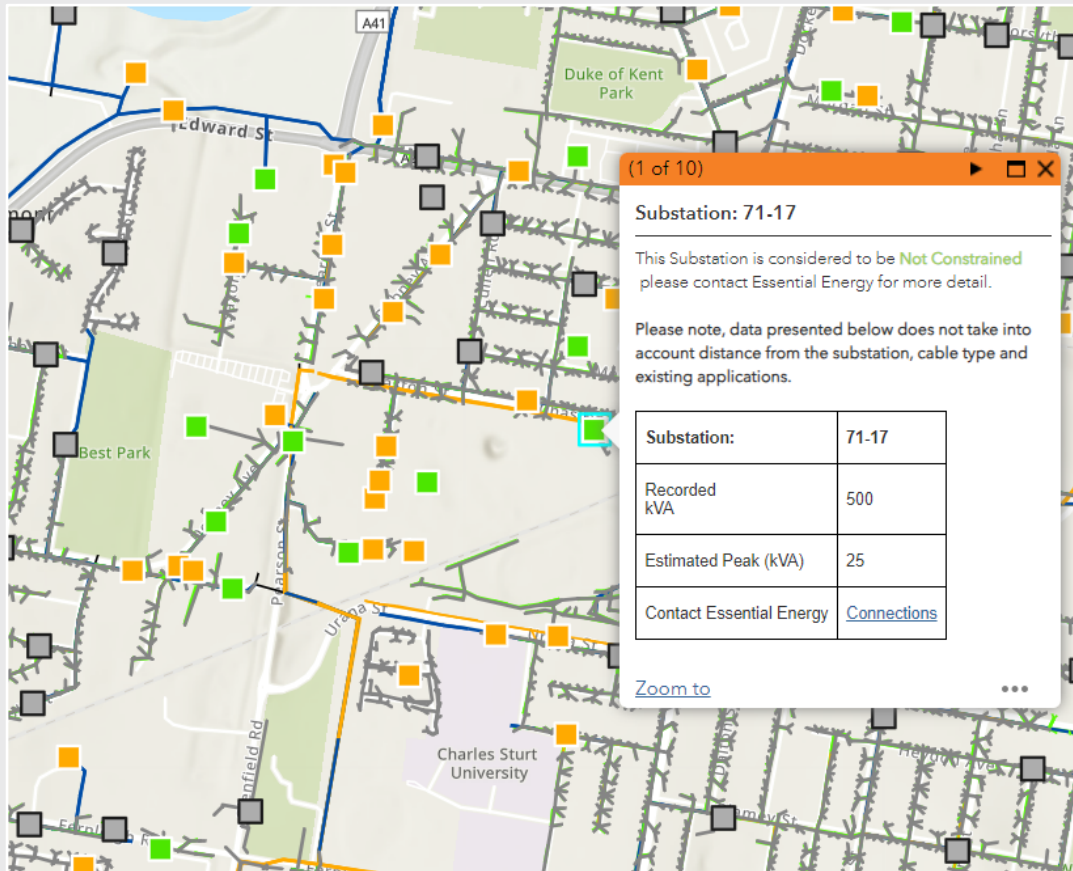 A41
Duke of Kent
Park
Edward St
(1 of 10)
Substation: 71-17
This Substation is considered to be Not Constrained
please contact Essential Energy for more detail.
Please note, data presented below does not take into
account distance from the substation, cable type and
existing applications.
Substation: 71-17
Recorded
kVA 500
Estimated Peak (kVA) 25
Contact Essential Energy Connections
Zoom to
Best Park
Pearson St
Urana St
Charles Sturt
University
enfield Rd